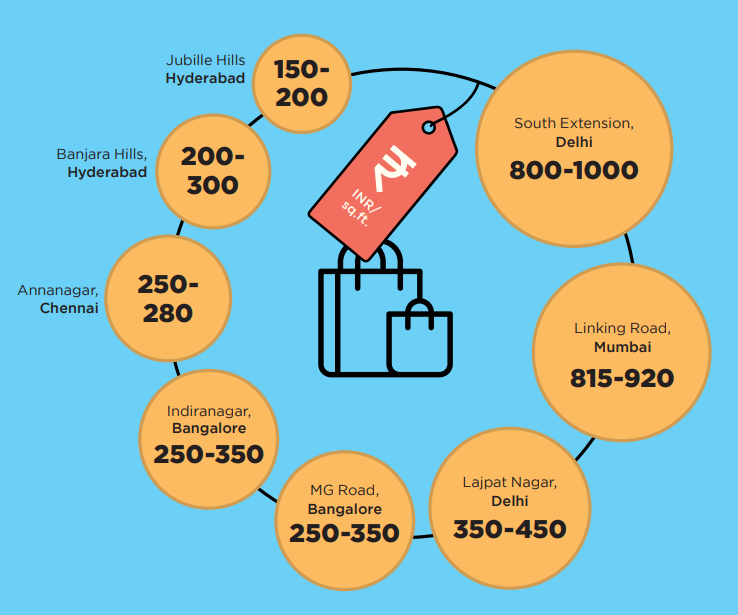 Jubille Hills
Hyderabad
150-
200
South Extension,
Delhi
800-1000
Banjara Hills,
Hyderabad
200-
300
₹
INR/
sq.ft.
Annanagar,
Chennai
250-
280
Linking Road,
Mumbai
815-920
Indiranagar,
Bangalore
250-350
MG Road,
Bangalore
250-350
Lajpat Nagar,
Delhi
350-450